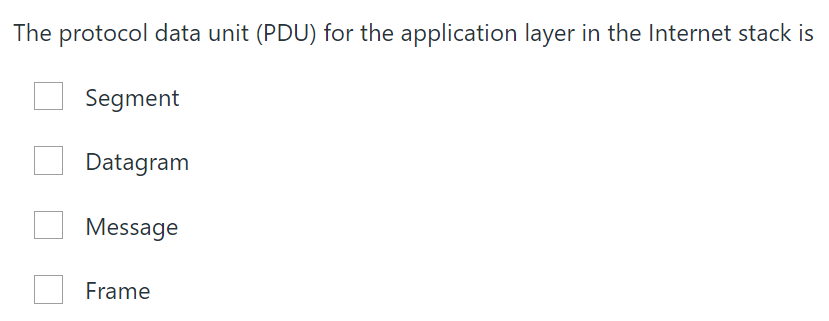 The protocol data unit (PDU) for the application layer in the Internet stack is
Segment
Datagram
Message
Frame